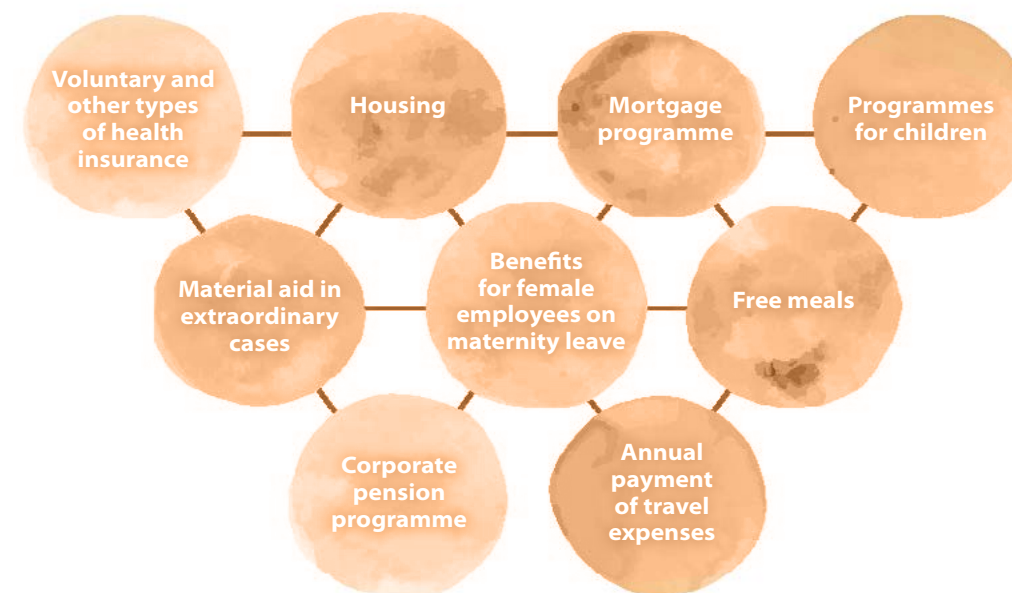 Voluntary and
other types
of health
insurance
Housing
Mortgage
programme
Programmes
for children
Material aid in
extraordinary
cases
Benefits
for female
employees on
maternity leave
Free meals
Corporate
pension
programme
Annual
payment
of travel
expenses